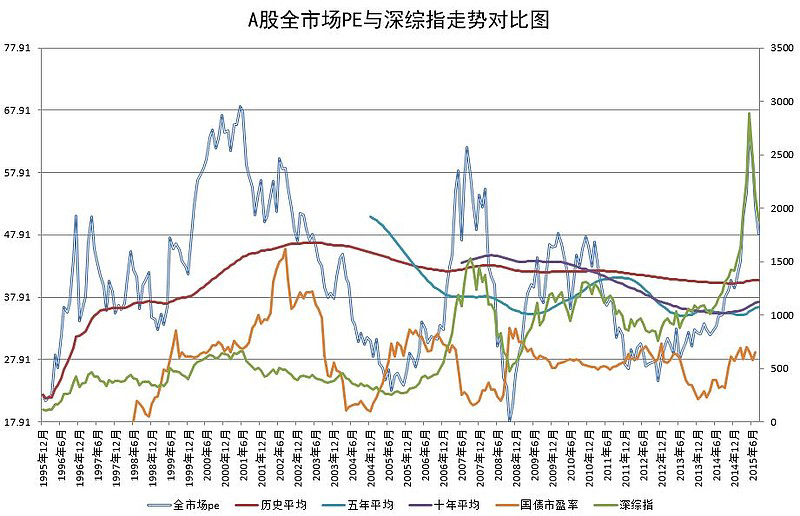 A股全市场PE与深综指走势对比图
77.91
67.91
57.91
47.91
37.91
27.91
17.91
3500
3000
2500
2000
1500
1000
500
0
1995年12月
1996年6月
1996年12月
1997年6月
1997年12月
1998年6月
1998年12月
1999年6月
1999年12月
2000年6月
2000年12月
2001年6月
2001年12月
2002年6月
2002年12月
2003年6月
2003年12月
2004年6月
2004年12月
2005年6月
2005年12月
2006年6月
2006年12月
2007年6月
2007年12月
2008年6月
2008年12月
2009年6月
2009年12月
2010年6月
2010年12月
2011年6月
2011年12月
2012年6月
2012年12月
2013年6月
2013年12月
2014年6月
2014年12月
2015年6月
全市场pe 历史平均 五年平均 十年平均 国债市盈率 深综指